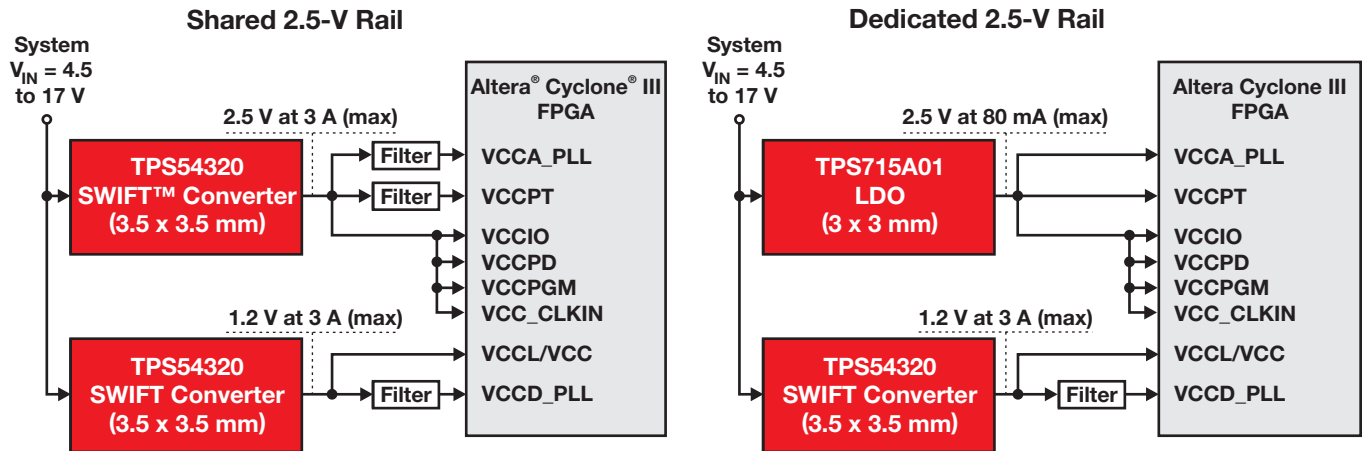 Shared 2.5-V Rail
System
VIN = 4.5
to 17 V
2.5 V at 3 A (max)
TPS54320
SWIFT™ Converter
(3.5 x 3.5 mm)
Filter
Filter
Altera® Cyclone® III
FPGA
VCCA_PLL
VCCPT
VCCIO
VCCPD
VCCPGM
VCC_CLKIN
1.2 V at 3 A (max)
TPS54320
SWIFT Converter
(3.5 x 3.5 mm)
Filter
VCCL/VCC
VCCD_PLL
Dedicated 2.5-V Rail
System
VIN = 4.5
to 17 V
2.5 V at 80 mA (max)
TPS715A01
LDO
(3 x 3 mm)
Altera Cyclone III
FPGA
VCCA_PLL
VCCPT
VCCIO
VCCPD
VCCPGM
VCC_CLKIN
1.2 V at 3 A (max)
TPS54320
SWIFT Converter
(3.5 x 3.5 mm)
Filter
VCCL/VCC
VCCD_PLL